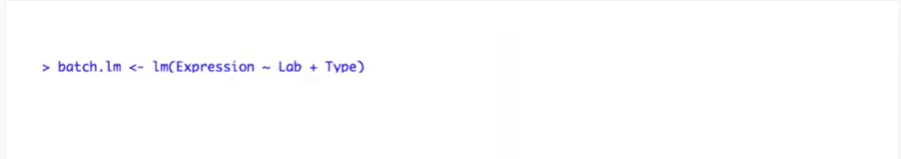 > batch.lm <- lm(Expression ~ Lab + Type)